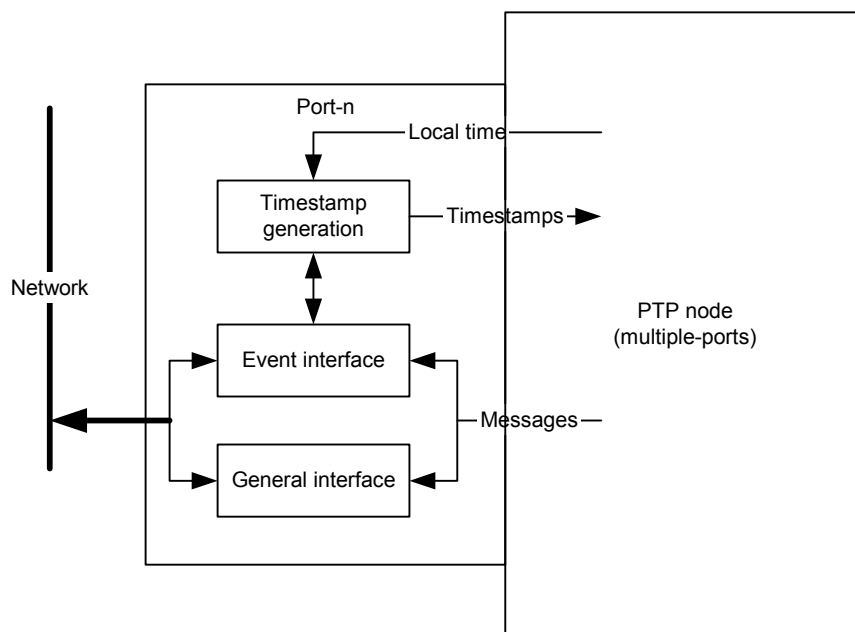 Port-n
Local time
Timestamp
generation
Timestamps
Network
PTP node
(multiple-ports)
Event interface
Messages
General interface